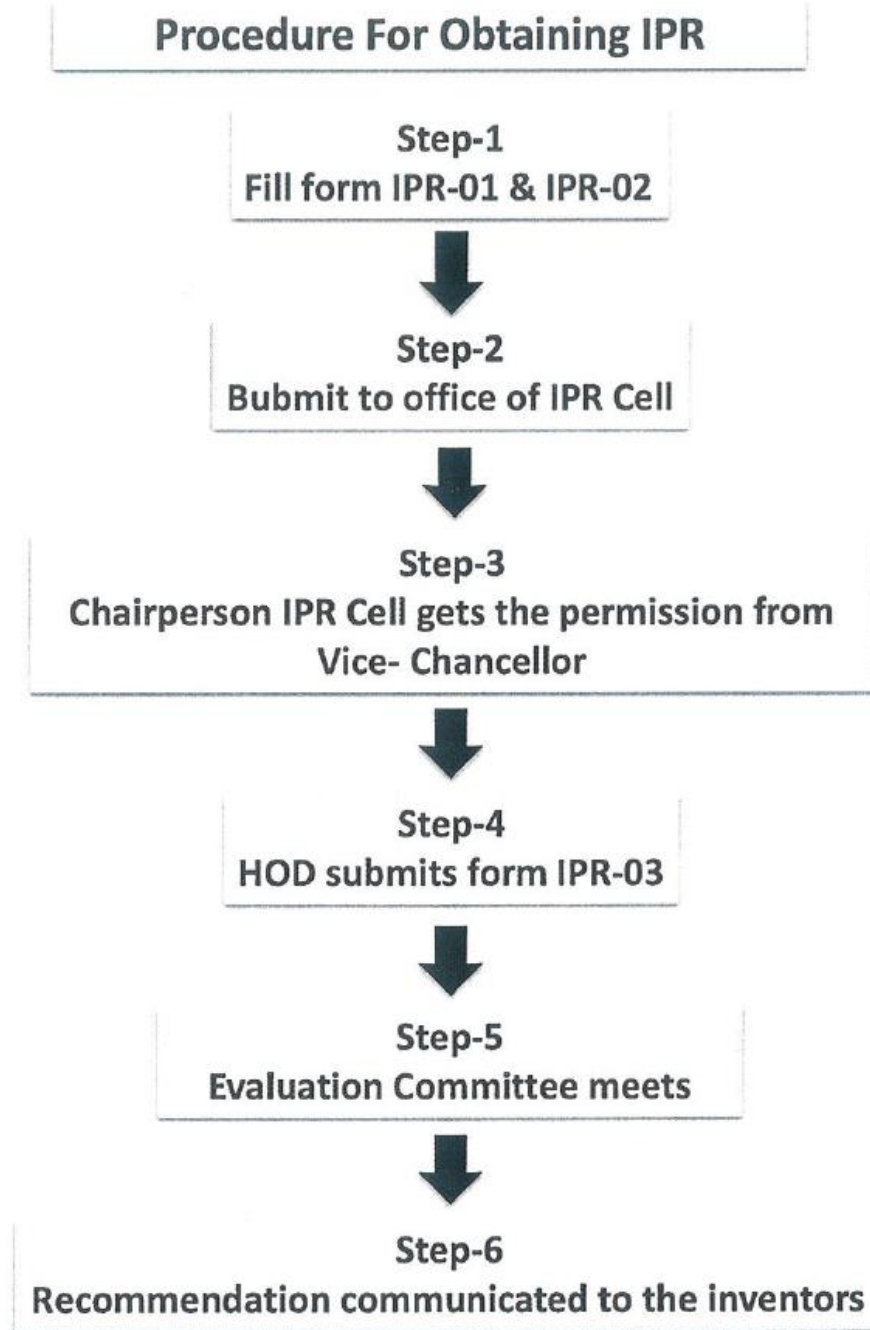 Procedure For Obtaining IPR
Step-1
Fill form IPR-01 & IPR-02
Step-2
Bubmit to office of IPR Cell
Step-3
Chairperson IPR Cell gets the permission from
Vice- Chancellor
Step-4
HOD submits form IPR-03
Step-5
Evaluation Committee meets
Step-6
Recommendation communicated to the inventors